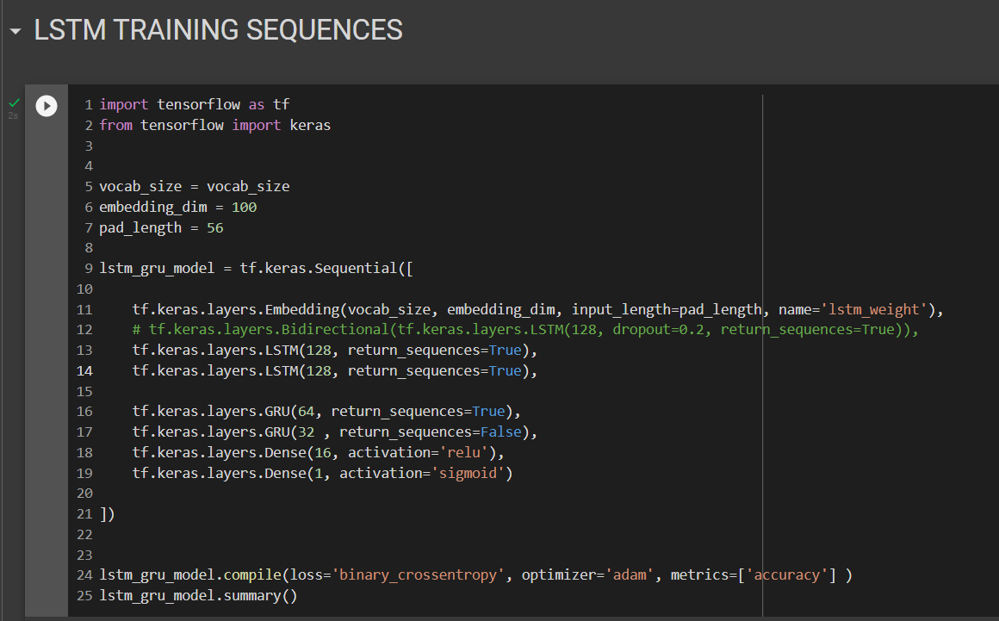 LSTM TRAINING SEQUENCES
2s
1 import tensorflow as tf
2 from tensorflow import keras
3
4
5 vocab_size = vocab_size
6 embedding_dim = 100
7 pad_length = 56
8
9 lstm_gru_model = tf.keras.Sequential([
10
11     tf.keras.layers.Embedding(vocab_size, embedding_dim, input_length=pad_length, name='lstm_weight'),
12     # tf.keras.layers.Bidirectional(tf.keras.layers.LSTM(128, dropout=0.2, return_sequences=True)),
13     tf.keras.layers.LSTM(128, return_sequences=True),
14     tf.keras.layers.LSTM(128, return_sequences=True),
15
16     tf.keras.layers.GRU(64, return_sequences=True),
17     tf.keras.layers.GRU(32 , return_sequences=False),
18     tf.keras.layers.Dense(16, activation='relu'),
19     tf.keras.layers.Dense(1, activation='sigmoid')
20
21 ])
22
23
24 lstm_gru_model.compile(loss='binary_crossentropy', optimizer='adam', metrics=['accuracy'] )
25 lstm_gru_model.summary()